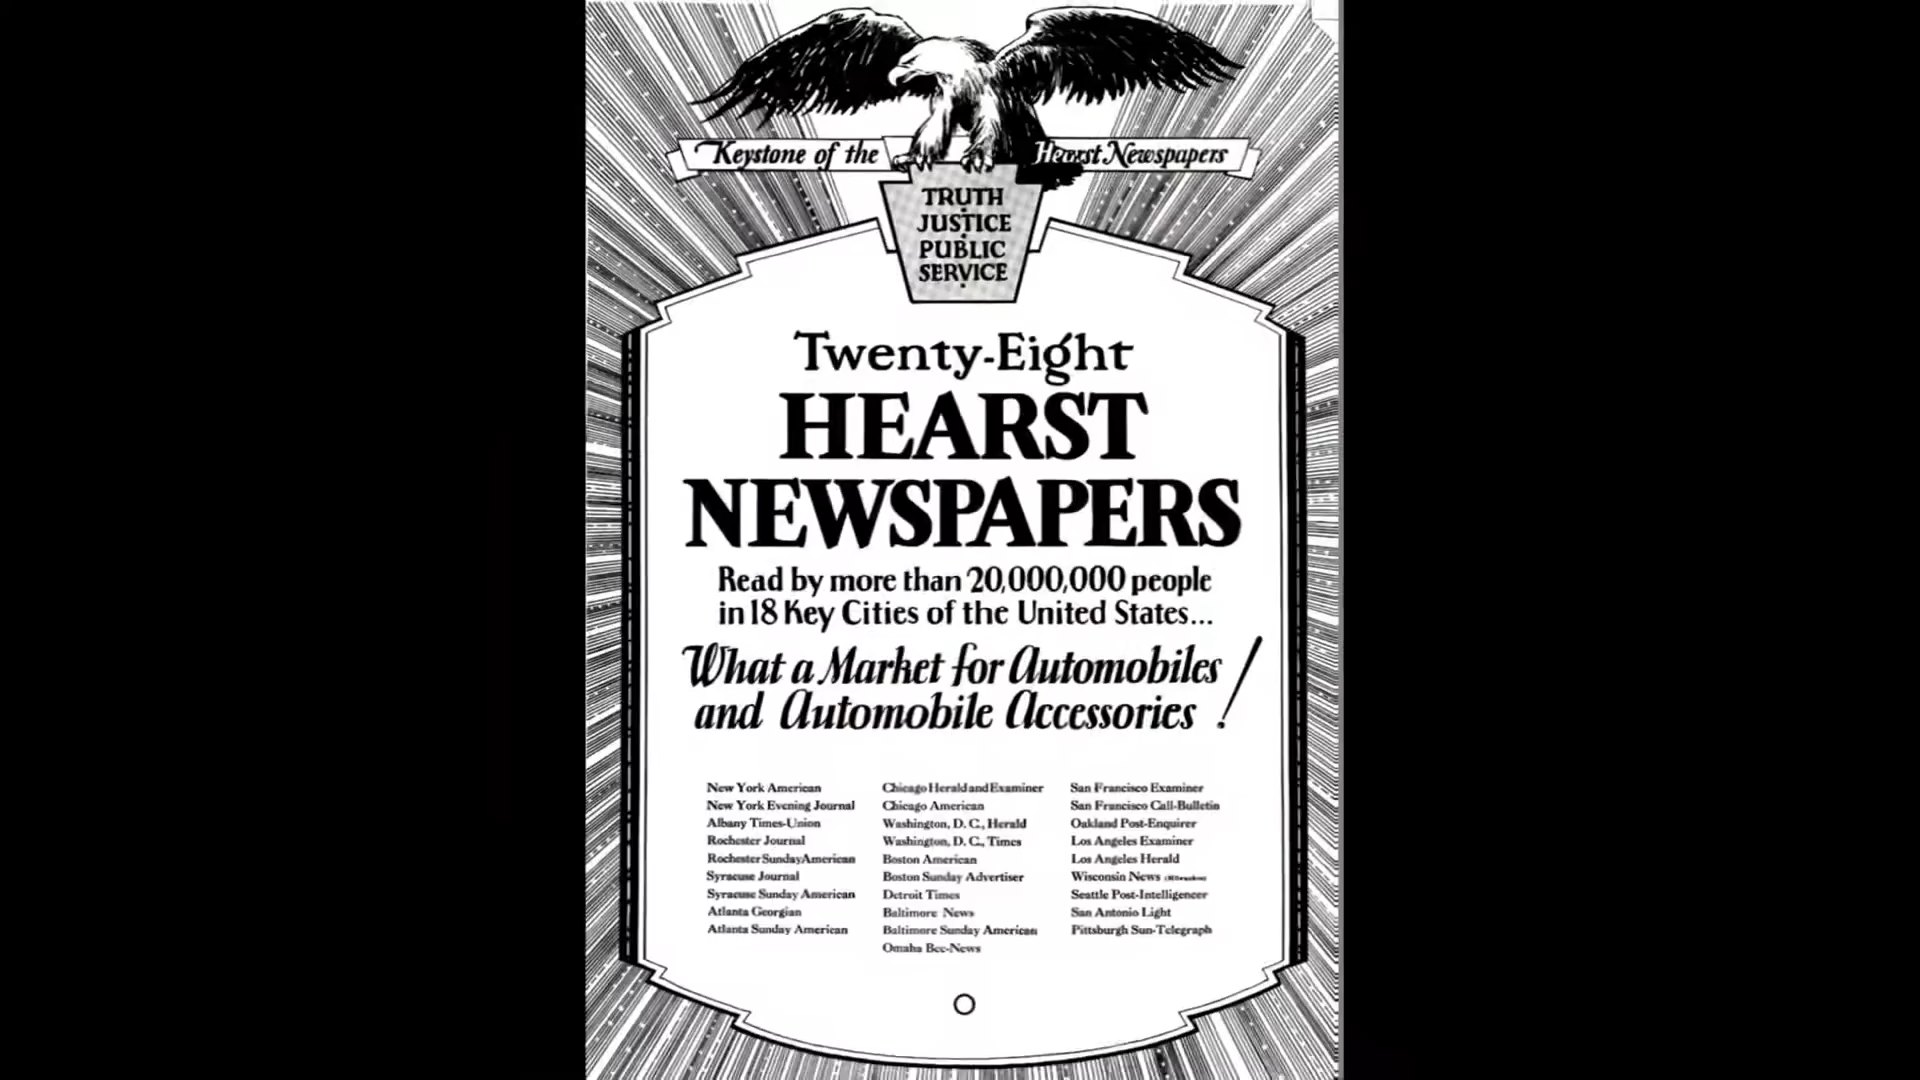 Keystone of the Hearst Newspapers
TRUTH
JUSTICE
PUBLIC
SERVICE
Twenty-Eight
HEARST
NEWSPAPERS
Read by more than 20,000,000 people
in 18 Key Cities of the United States...
What a Market for Automobiles
and Automobile Accessories!
New York American
New York Evening Journal
Albany Times-Union
Rochester Journal
Rochester Sunday American
Syracuse Journal
Syracuse Sunday American
Atlanta Georgian
Atlanta Sunday American
Chicago Herald and Examiner
Chicago American
Washington, D. C., Herald
Washington, D. C., Times
Boston American
Boston Sunday Advertiser
Detroit Times
Baltimore News
Baltimore Sunday American
Omaha Bee-News
San Francisco Examiner
San Francisco Call-Bulletin
Oakland Post-Enquirer
Los Angeles Examiner
Los Angeles Herald
Wisconsin News
Seattle Post-Intelligencer
San Antonio Light
Pittsburgh Sun-Telegraph